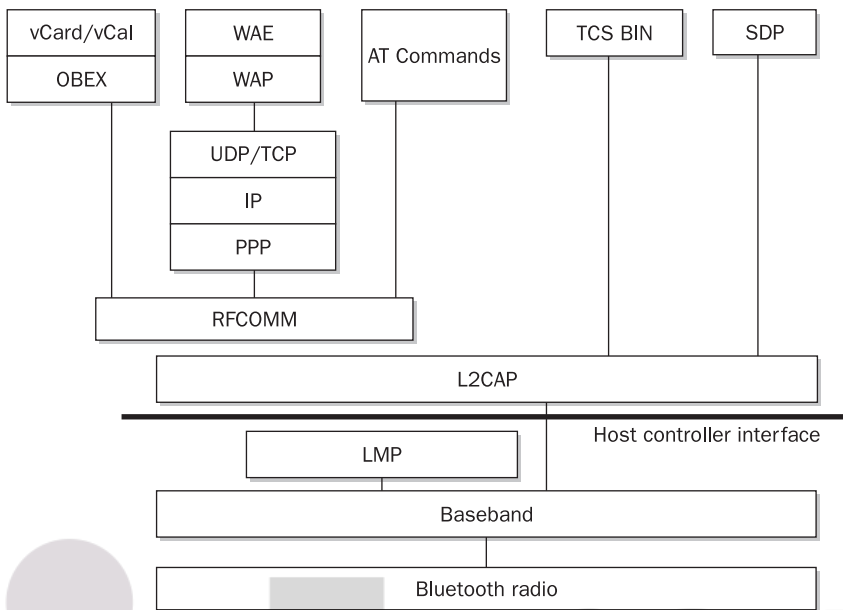 vCard/vCal
OBEX
WAE
WAP
AT Commands
TCS BIN
SDP
UDP/TCP
IP
PPP
RFCOMM
L2CAP
Host controller interface
LMP
Baseband
Bluetooth radio